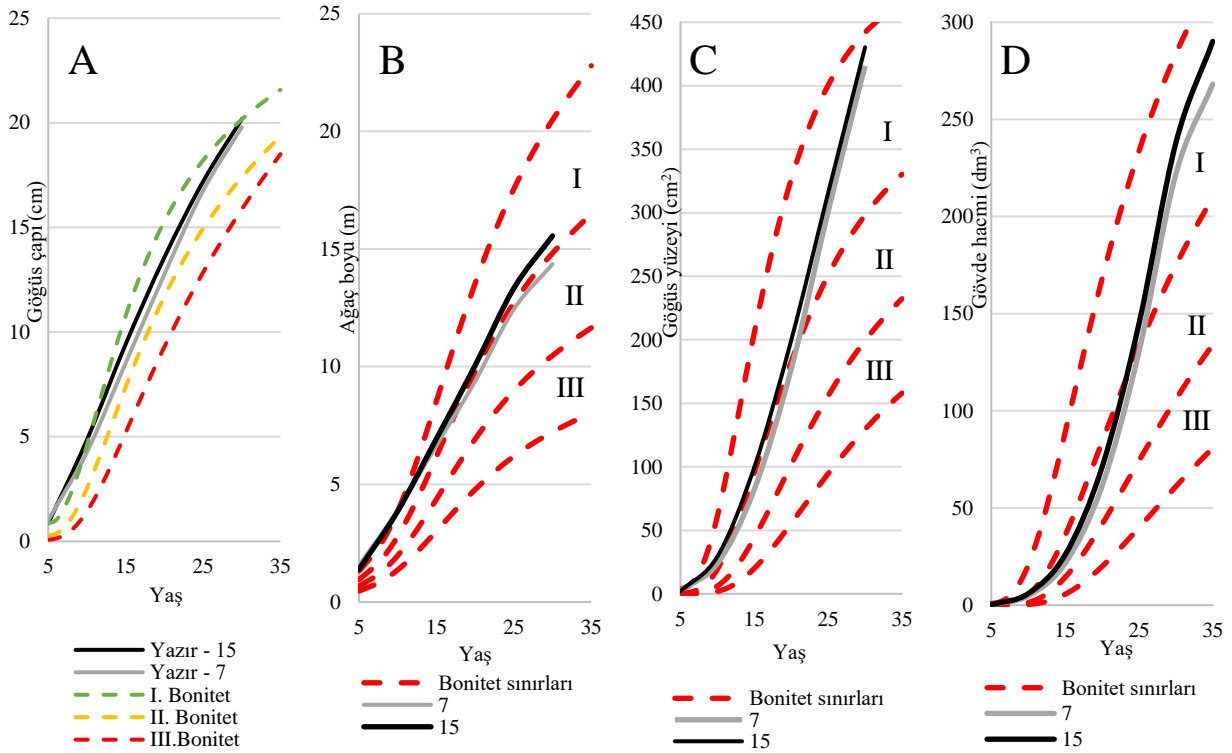 A
Göğüs çapı (cm)
25
20
15
10
5
0
5 15 25 35
Yaş
Yazır - 15
Yazır - 7
I. Bonitet
II. Bonitet
III.Bonitet
B
Ağaç boyu (m)
25
20
15
10
5
0
I
II
III
5 15 25 35
Yaş
Bonitet sınırları
7
15
C
Göğüs yüzeyi (cm²)
450
400
350
300
250
200
150
100
50
0
I
II
III
5 15 25 35
Yaş
Bonitet sınırları
7
15
D
Gövde hacmi (dm³)
300
250
200
150
100
50
0
I
II
III
5 15 25 35
Yaş
Bonitet sınırları
7
15